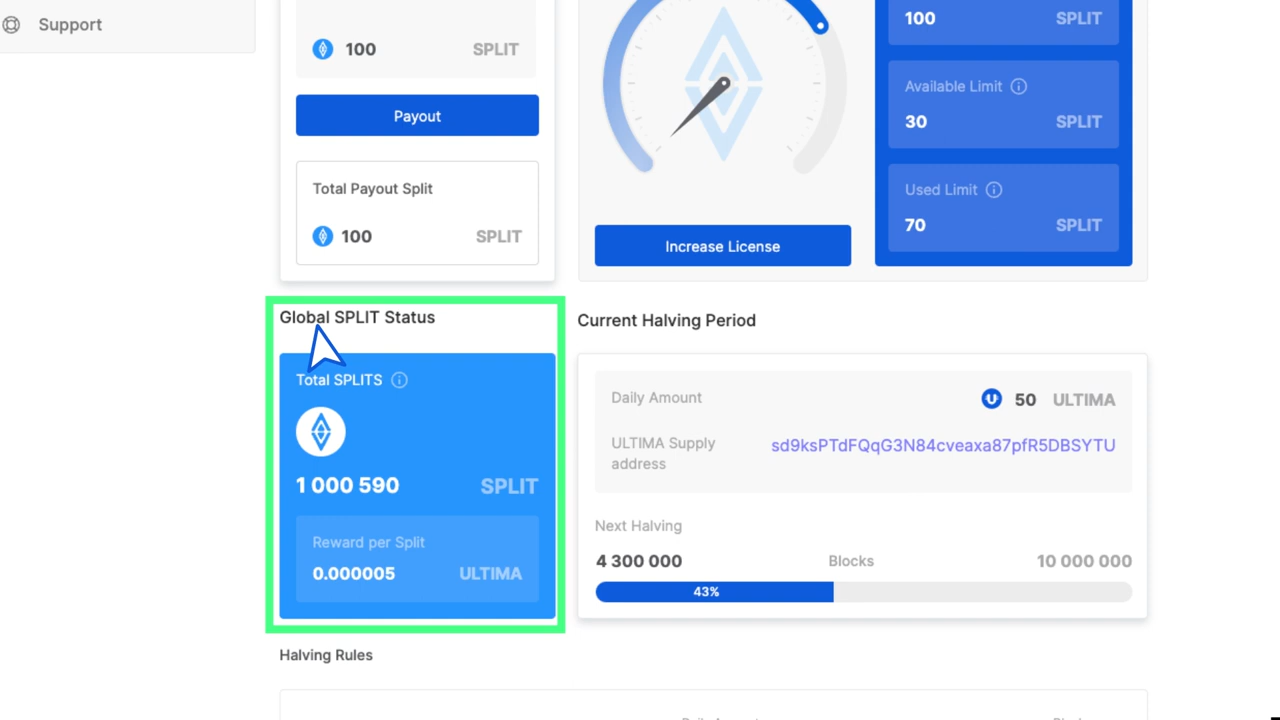 Support
100 SPLIT
Payout
Total Payout Split
100 SPLIT
Increase License
100 SPLIT
Available Limit
30 SPLIT
Used Limit
70 SPLIT
Global SPLIT Status
Total SPLITS
1 000 590 SPLIT
Reward per Split
0.000005 ULTIMA
Current Halving Period
Daily Amount 50 ULTIMA
ULTIMA Supply
address
sd9ksPTdFQqG3N84cveaxa87pfR5DBSYTU
Next Halving
4 300 000 Blocks 10 000 000
43%
Halving Rules